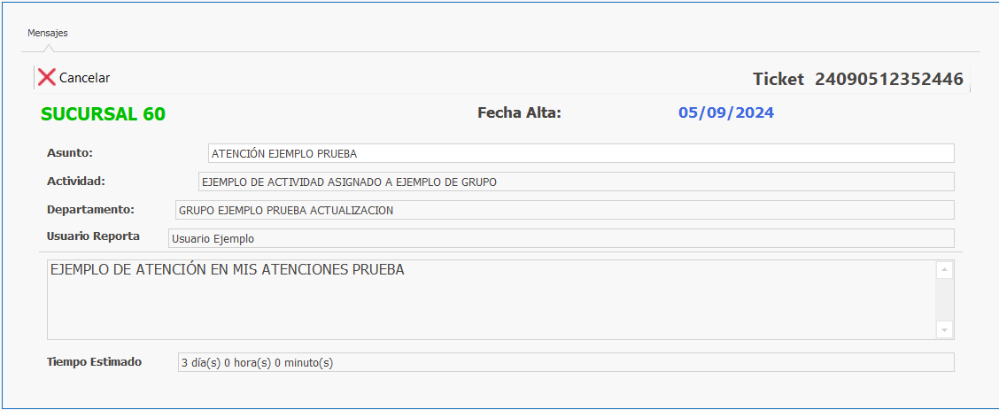 Mensajes
Cancelar Ticket 24090512352446
SUCURSAL 60 Fecha Alta: 05/09/2024
Asunto: ATENCIÓN EJEMPLO PRUEBA
Actividad: EJEMPLO DE ACTIVIDAD ASIGNADO A EJEMPLO DE GRUPO
Departamento: GRUPO EJEMPLO PRUEBA ACTUALIZACION
Usuario Reporta Usuario Ejemplo
EJEMPLO DE ATENCIÓN EN MIS ATENCIONES PRUEBA
Tiempo Estimado 3 día(s) 0 hora(s) 0 minuto(s)